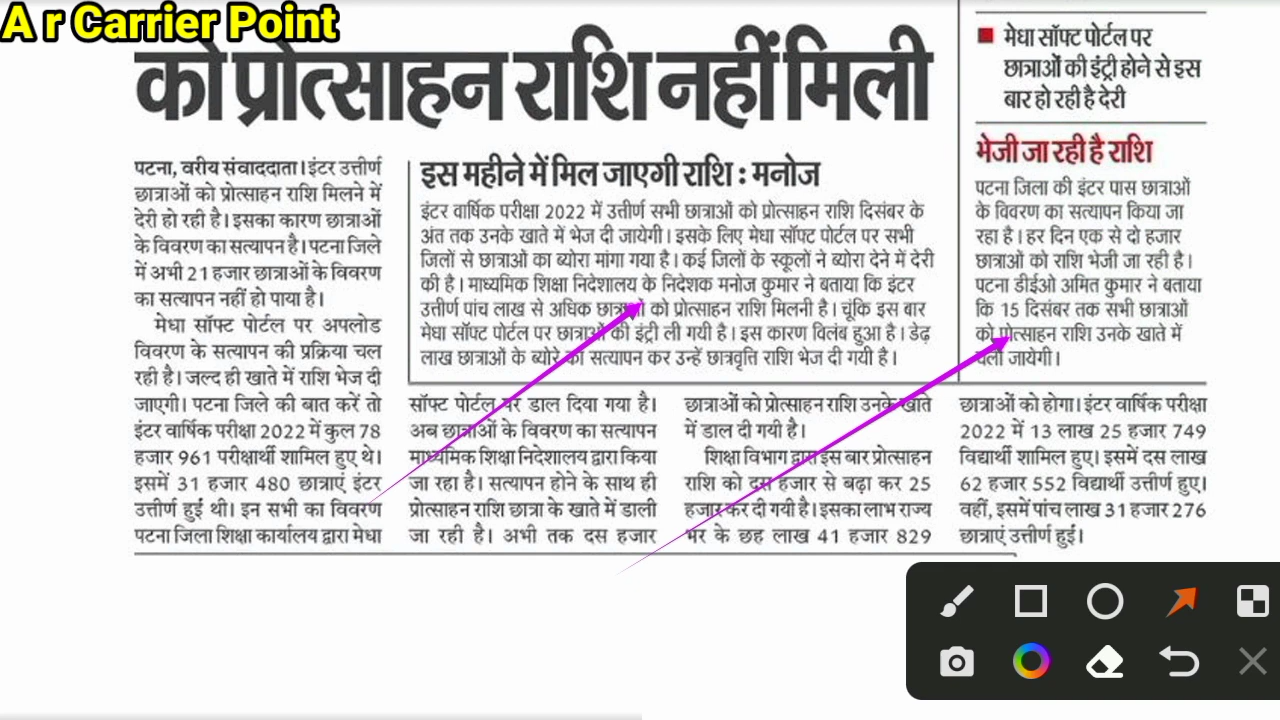 A r Carrier Point
को प्रोत्साहन राशि नहीं मिली
पटना, वरीय संवाददाता। इंटर उत्तीर्ण
छात्राओं को प्रोत्साहन राशि मिलने में
देरी हो रही है। इसका कारण छात्राओं
के विवरण का सत्यापन है। पटना जिले
में अभी 21 हजार छात्राओं के विवरण
का सत्यापन नहीं हो पाया है।
मेधा सॉफ्ट पोर्टल पर अपलोड
विवरण के सत्यापन की प्रक्रिया चल
रही है। जल्द ही खाते में राशि भेज दी
जाएगी। पटना जिले की बात करें तो
इंटर वार्षिक परीक्षा 2022 में कुल 78
हजार 961 परीक्षार्थी शामिल हुए थे।
इसमें 31 हजार 480 छात्राएं इंटर
उत्तीर्ण हुईं थी। इन सभी का विवरण
पटना जिला शिक्षा कार्यालय द्वारा मेधा
इस महीने में मिल जाएगी राशि : मनोज
इंटर वार्षिक परीक्षा 2022 में उत्तीर्ण सभी छात्राओं को प्रोत्साहन राशि दिसंबर के
अंत तक उनके खाते में भेज दी जायेगी। इसके लिए मेधा सॉफ्ट पोर्टल पर सभी
जिलों से छात्राओं का ब्योरा मांगा गया है। कई जिलों के स्कूलों ने ब्योरा देने में देरी
की है। माध्यमिक शिक्षा निदेशालय के निदेशक मनोज कुमार ने बताया कि इंटर
उत्तीर्ण पांच लाख से अधिक छात्राओं को प्रोत्साहन राशि मिलनी है। चूंकि इस बार
मेधा सॉफ्ट पोर्टल पर छात्राओं की इंट्री ली गयी है। इस कारण विलंब हुआ है। डेढ़
लाख छात्राओं के ब्योरे का सत्यापन कर उन्हें छात्रवृति राशि भेज दी गयी है।
सॉफ्ट पोर्टल पर डाल दिया गया है।
अब छात्राओं के विवरण का सत्यापन
माध्यमिक शिक्षा निदेशालय द्वारा किया
जा रहा है। सत्यापन होने के साथ ही
प्रोत्साहन राशि छात्रा के खाते में डाली
जा रही है। अभी तक दस हजार
छात्राओं को प्रोत्साहन राशि उनके खाते
में डाल दी गयी है।
शिक्षा विभाग द्वारा इस बार प्रोत्साहन
राशि को दस हजार से बढ़ा कर 25
हजार कर दी गयी है। इसका लाभ राज्य
भर के छह लाख 41 हजार 829
मेधा सॉफ्ट पोर्टल पर
छात्राओं की इंट्री होने से इस
बार हो रही है देरी
भेजी जा रही है राशि
पटना जिला की इंटर पास छात्राओं
के विवरण का सत्यापन किया जा
रहा है। हर दिन एक से दो हजार
छात्राओं को राशि भेजी जा रही है।
पटना डीईओ अमित कुमार ने बताया
कि 15 दिसंबर तक सभी छात्राओं
को प्रोत्साहन राशि उनके खाते में
चली जायेगी।
छात्राओं को होगा। इंटर वार्षिक परीक्षा
2022 में 13 लाख 25 हजार 749
विद्यार्थी शामिल हुए। इसमें दस लाख
62 हजार 552 विद्यार्थी उत्तीर्ण हुए।
वहीं, इसमें पांच लाख 31 हजार 276
छात्राएं उत्तीर्ण हुईं।